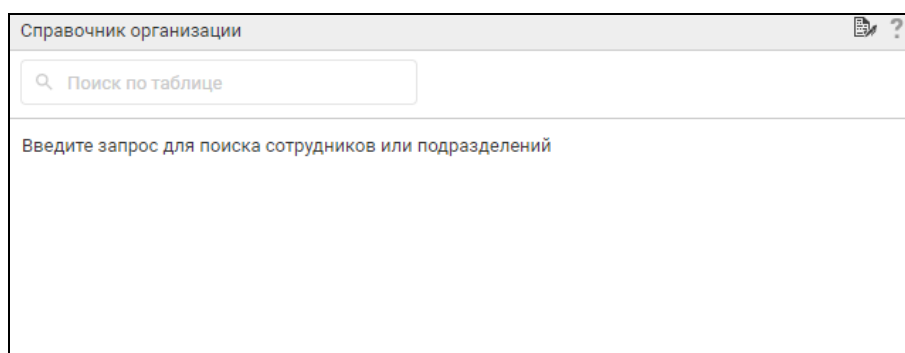 Справочник организации
?
Поиск по таблице
Введите запрос для поиска сотрудников или подразделений